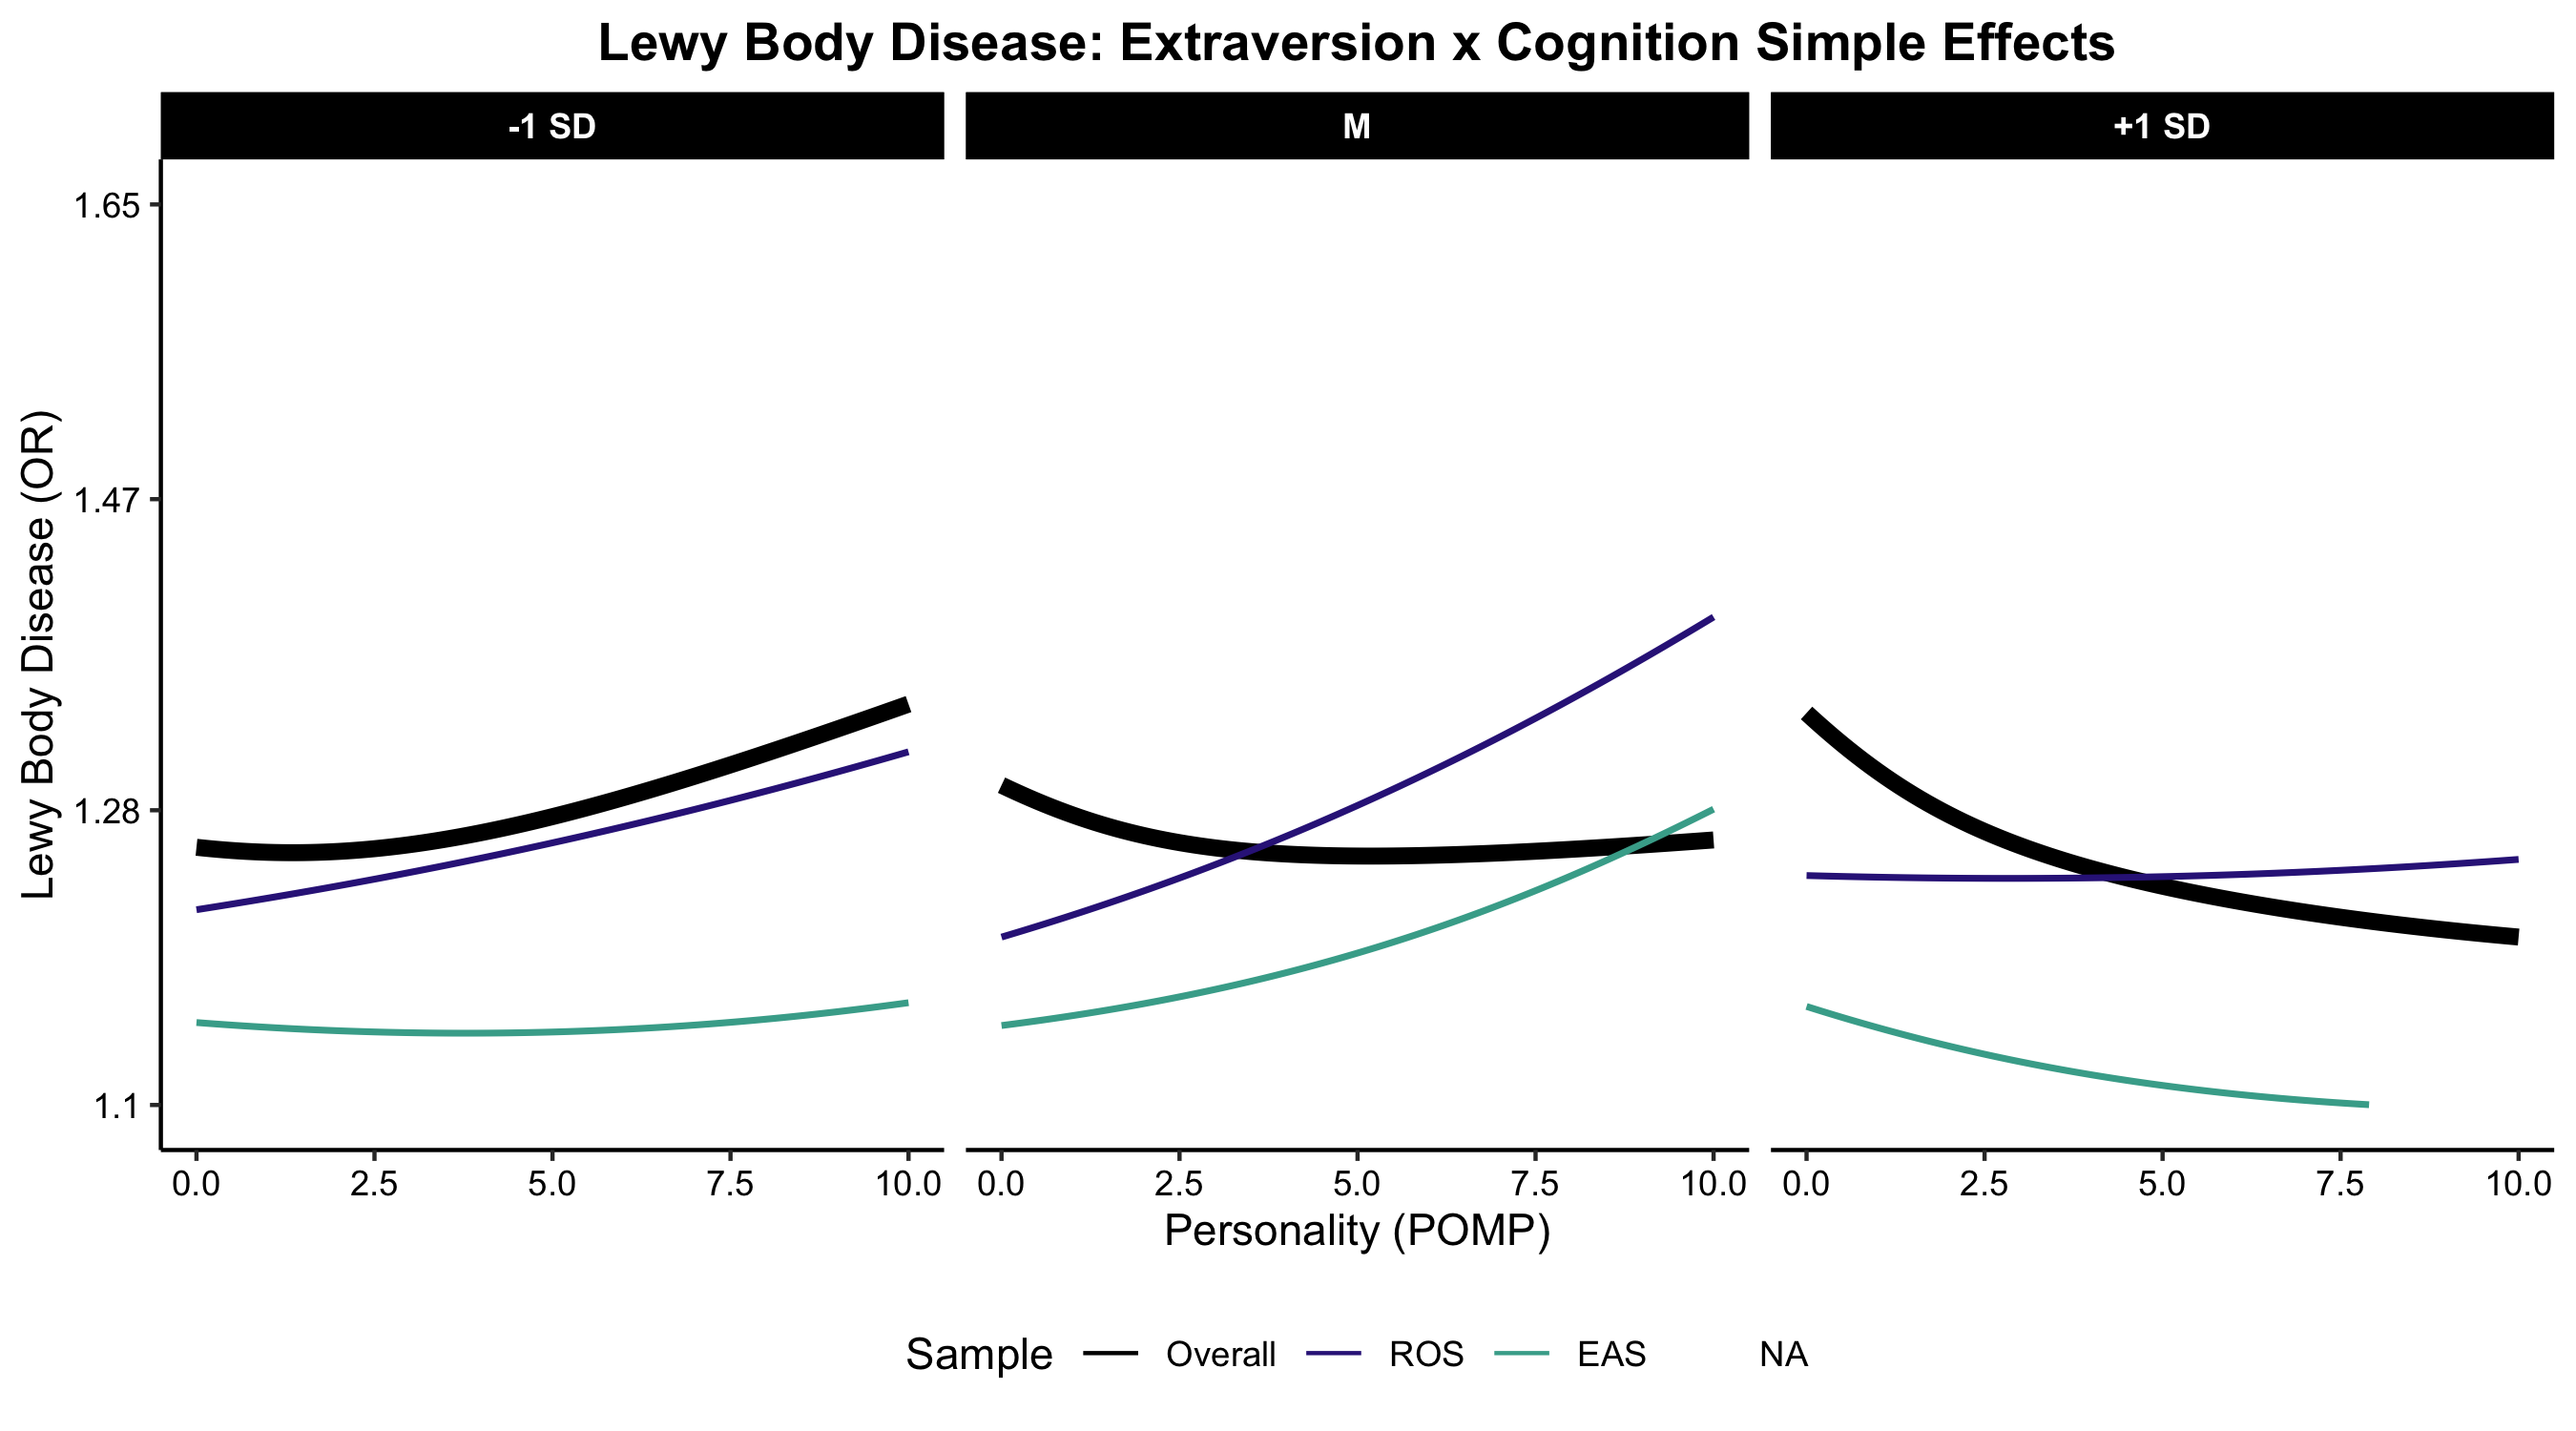 Lewy Body Disease: Extraversion x Cognition Simple Effects
-1 SD
M
+1 SD
Lewy Body Disease (OR)
1.65
1.47
1.28
1.1
0.0 2.5 5.0 7.5 10.0
0.0 2.5 5.0 7.5 10.0
0.0 2.5 5.0 7.5 10.0
Personality (POMP)
Sample Overall ROS EAS NA